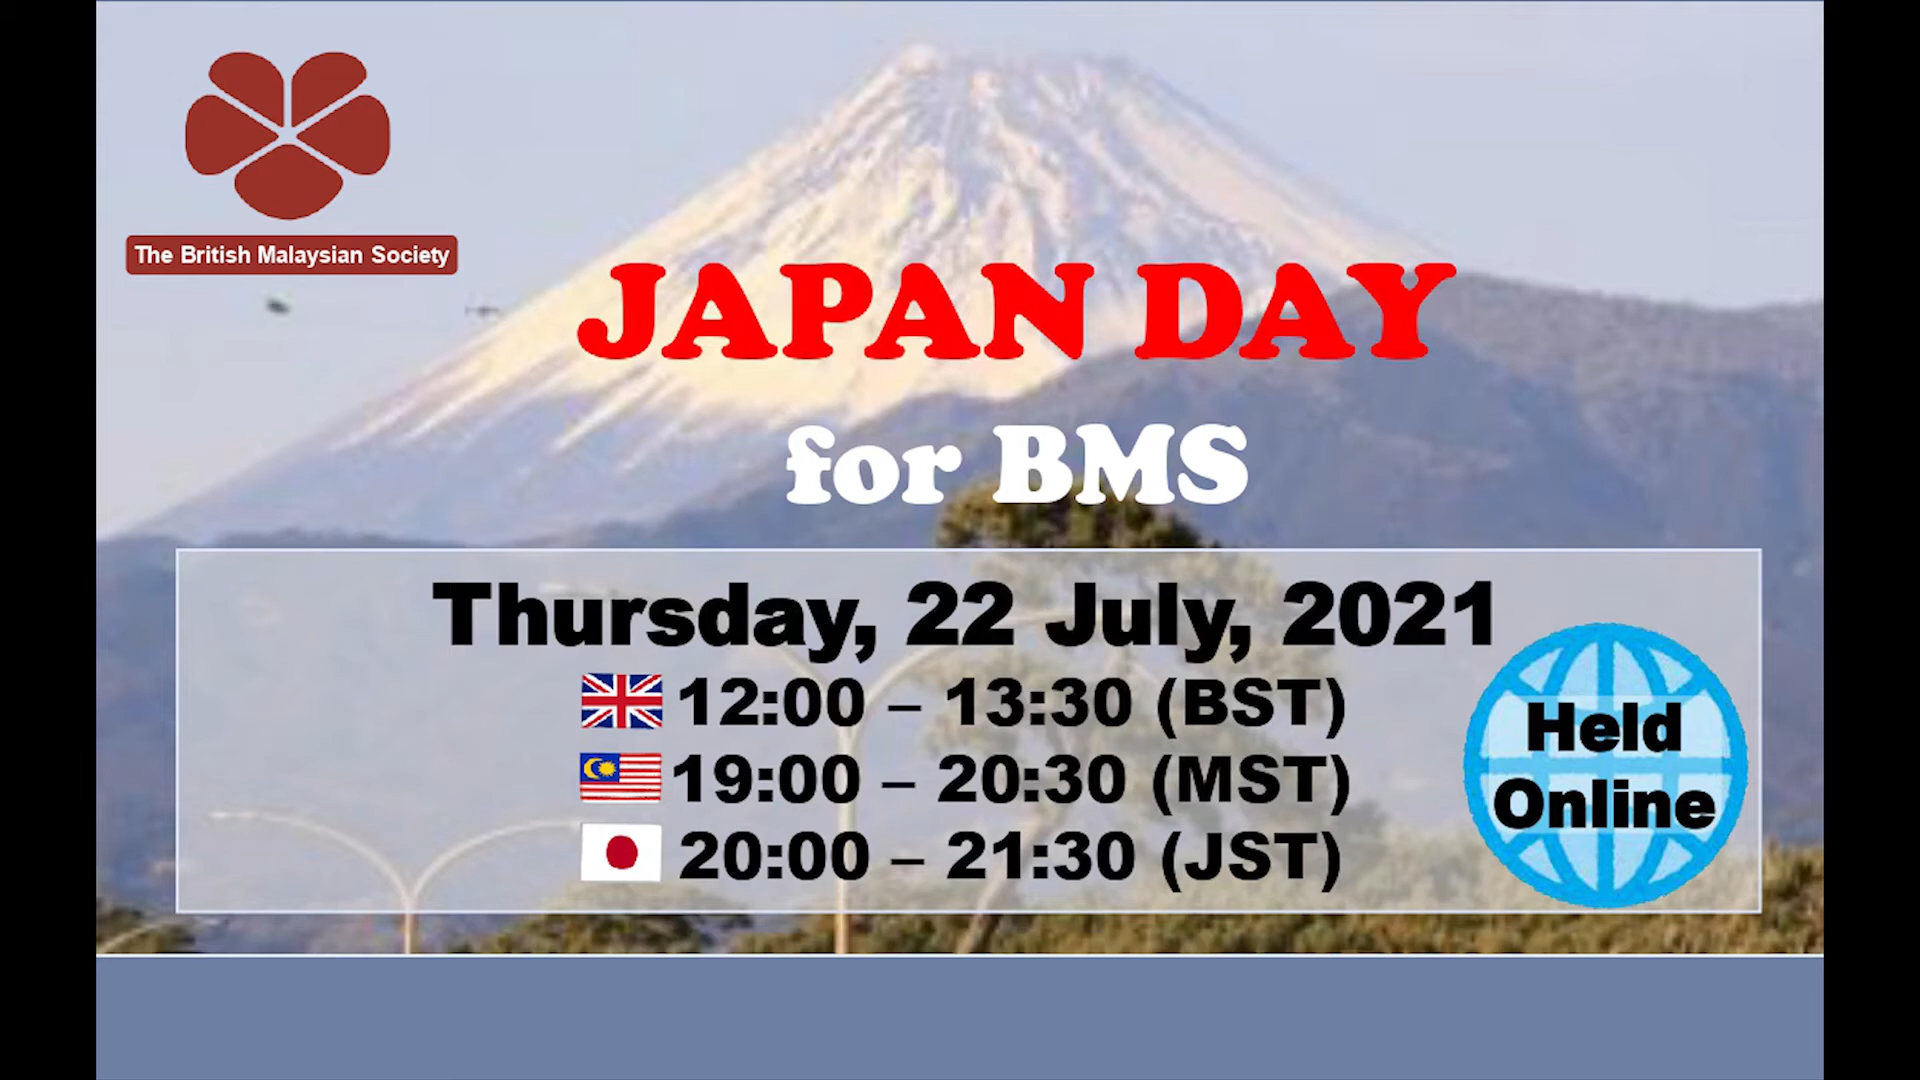 The British Malaysian Society
JAPAN DAY
for BMS
Thursday, 22 July, 2021
12:00 – 13:30 (BST)
19:00 – 20:30 (MST)
20:00 – 21:30 (JST)
Held
Online